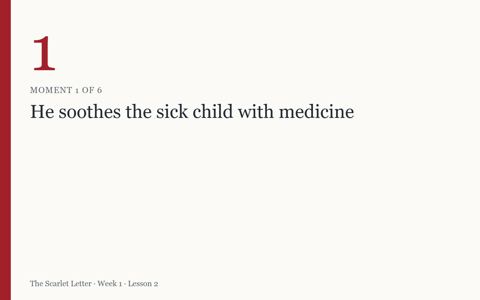 1
MOMENT 1 OF 6
He soothes the sick child with medicine
The Scarlet Letter · Week 1 · Lesson 2